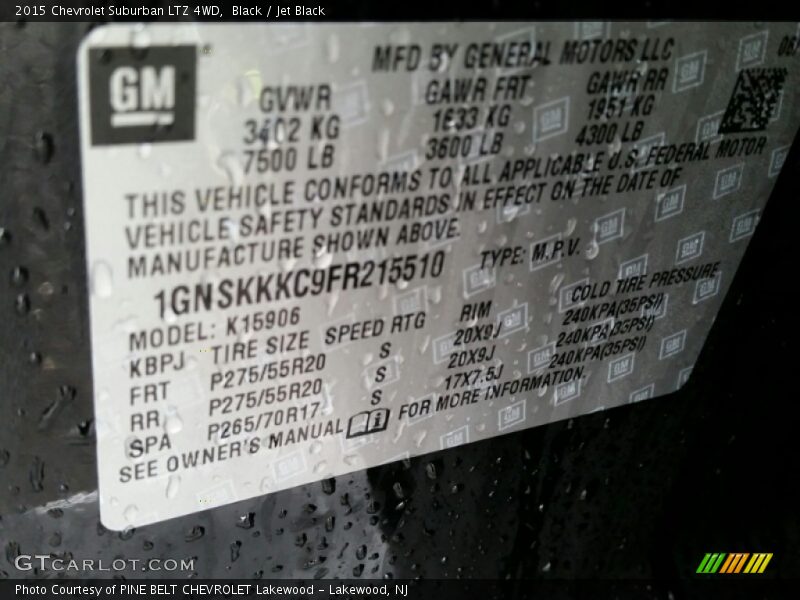 2015 Chevrolet Suburban LTZ 4WD, Black / Jet Black
GM
MFD BY GENERAL MOTORS LLC
GVWR GAWR FRT GAWR RR
3402 KG 1633 KG 1951 KG
7500 LB 3600 LB 4300 LB
THIS VEHICLE CONFORMS TO ALL APPLICABLE U.S. FEDERAL MOTOR
VEHICLE SAFETY STANDARDS IN EFFECT ON THE DATE OF
MANUFACTURE SHOWN ABOVE.
1GNSKKKC9FR215510 TYPE: M.P.V.
MODEL: K15906
KBPJ TIRE SIZE SPEED RTG RIM COLD TIRE PRESSURE
FRT P275/55R20 S 20X9J 240KPA(35PSI)
RR P275/55R20 S 20X9J 240KPA(35PSI)
SPA P265/70R17 S 17X7.5J 240KPA(35PSI)
SEE OWNER'S MANUAL FOR MORE INFORMATION.
GTcarlot.com
Photo Courtesy of PINE BELT CHEVROLET Lakewood - Lakewood, NJ